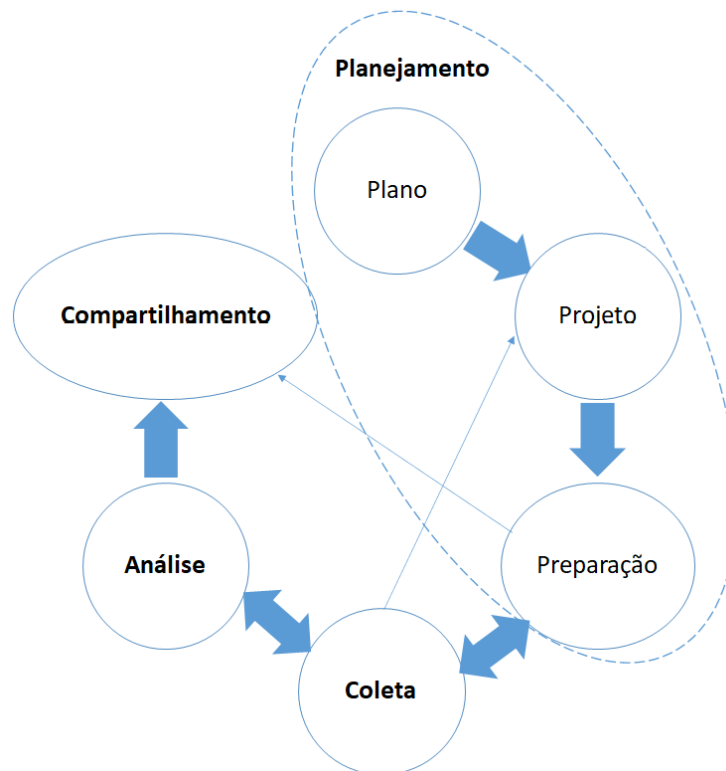 Planejamento
Plano
Projeto
Compartilhamento
Preparação
Análise
Coleta